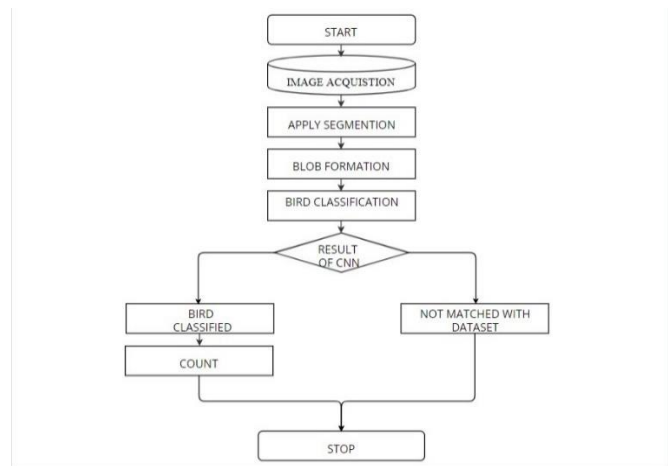 START
IMAGE ACQUISTION
APPLY SEGMENTION
BLOB FORMATION
BIRD CLASSIFICATION
RESULT
OF CNN
BIRD
CLASSIFIED
NOT MATCHED WITH
DATASET
COUNT
STOP